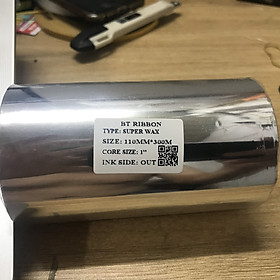 BT RIBBON
TYPE: SUPER WAX
SIZE: 110MM*300M
CORE SIZE: 1"
INK SIDE: OUT